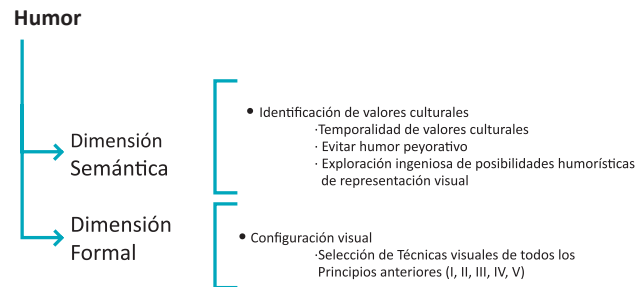 Humor
Dimensión
Semántica
• Identificación de valores culturales
·Temporalidad de valores culturales
· Evitar humor peyorativo
· Exploración ingeniosa de posibilidades humorísticas
de representación visual
Dimensión
Formal
• Configuración visual
·Selección de Técnicas visuales de todos los
Principios anteriores (I, II, III, IV, V)